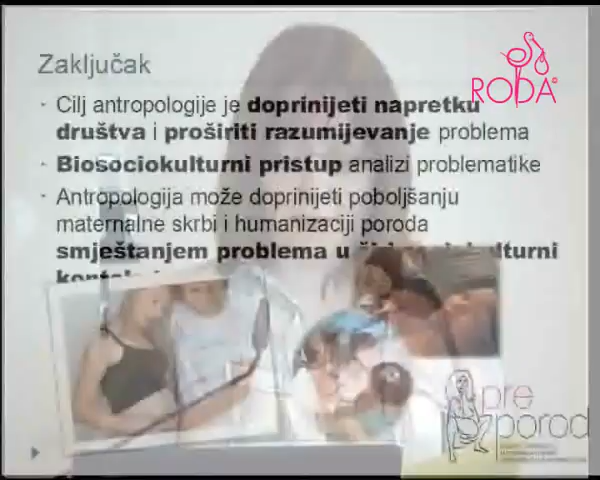 Zaključak
RODA
· Cilj antropologije je doprinijeti napretku
društva i proširiti razumijevanje problema
· Biosociokulturni pristup analizi problematike
· Antropologija može doprinijeti poboljšanju
maternalne skrbi i humanizaciji poroda
smještanjem problema u
pre
porod